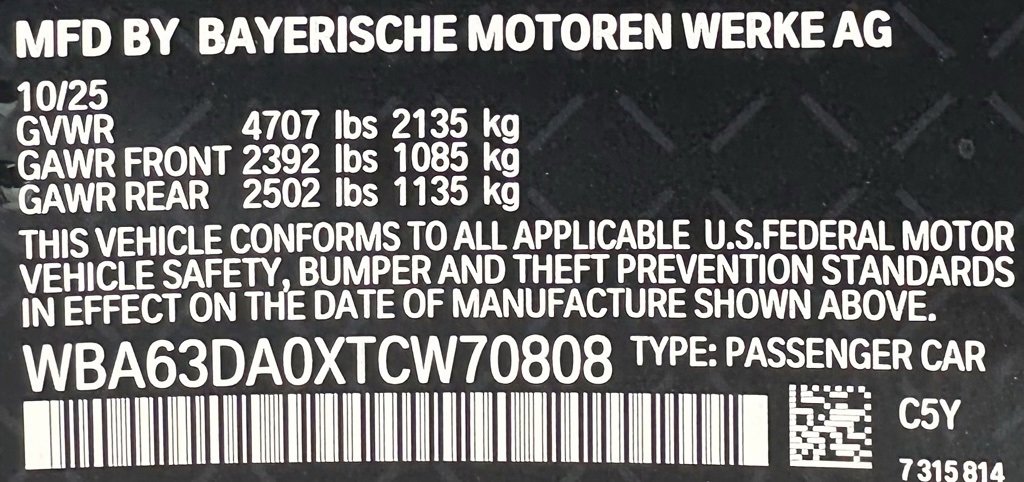 MFD BY BAYERISCHE MOTOREN WERKE AG
10/25
GVWR 4707 lbs 2135 kg
GAWR FRONT 2392 lbs 1085 kg
GAWR REAR 2502 lbs 1135 kg
THIS VEHICLE CONFORMS TO ALL APPLICABLE U.S.FEDERAL MOTOR
VEHICLE SAFETY, BUMPER AND THEFT PREVENTION STANDARDS
IN EFFECT ON THE DATE OF MANUFACTURE SHOWN ABOVE.
WBA63DA0XTCW70808 TYPE: PASSENGER CAR
C5Y
7 315 814